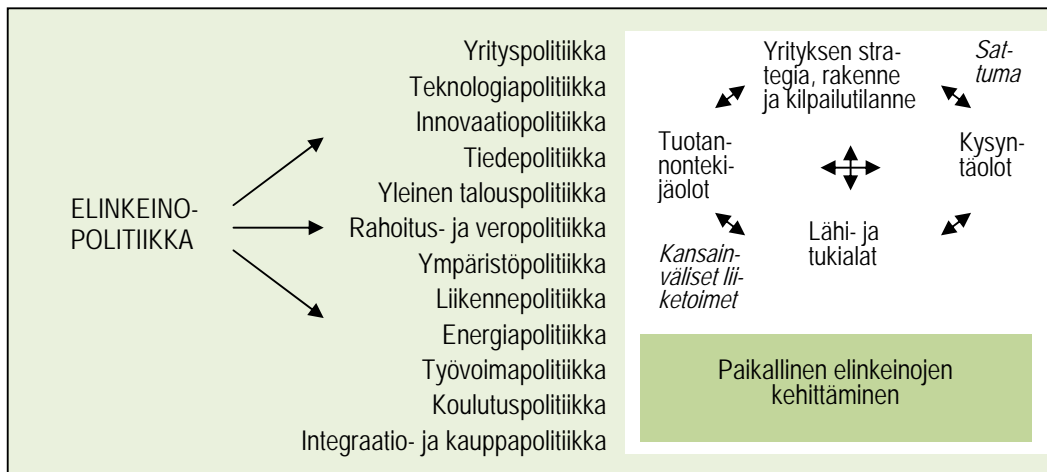 ELINKEINO-
POLITIIKKA
Yrityspolitiikka
Teknologiapolitiikka
Innovaatiopolitiikka
Tiedepolitiikka
Yleinen talouspolitiikka
Rahoitus- ja veropolitiikka
Ympäristöpolitiikka
Liikennepolitiikka
Energiapolitiikka
Työvoimapolitiikka
Koulutuspolitiikka
Integraatio- ja kauppapolitiikka
Yrityksen stra-
tegia, rakenne
ja kilpailutilanne
Sat-
tuma
Tuotan-
nonteki-
jäolot
Kysyn-
täolot
Lähi- ja
tukialat
Kansain-
väliset lii-
ketoimet
Paikallinen elinkeinojen
kehittäminen